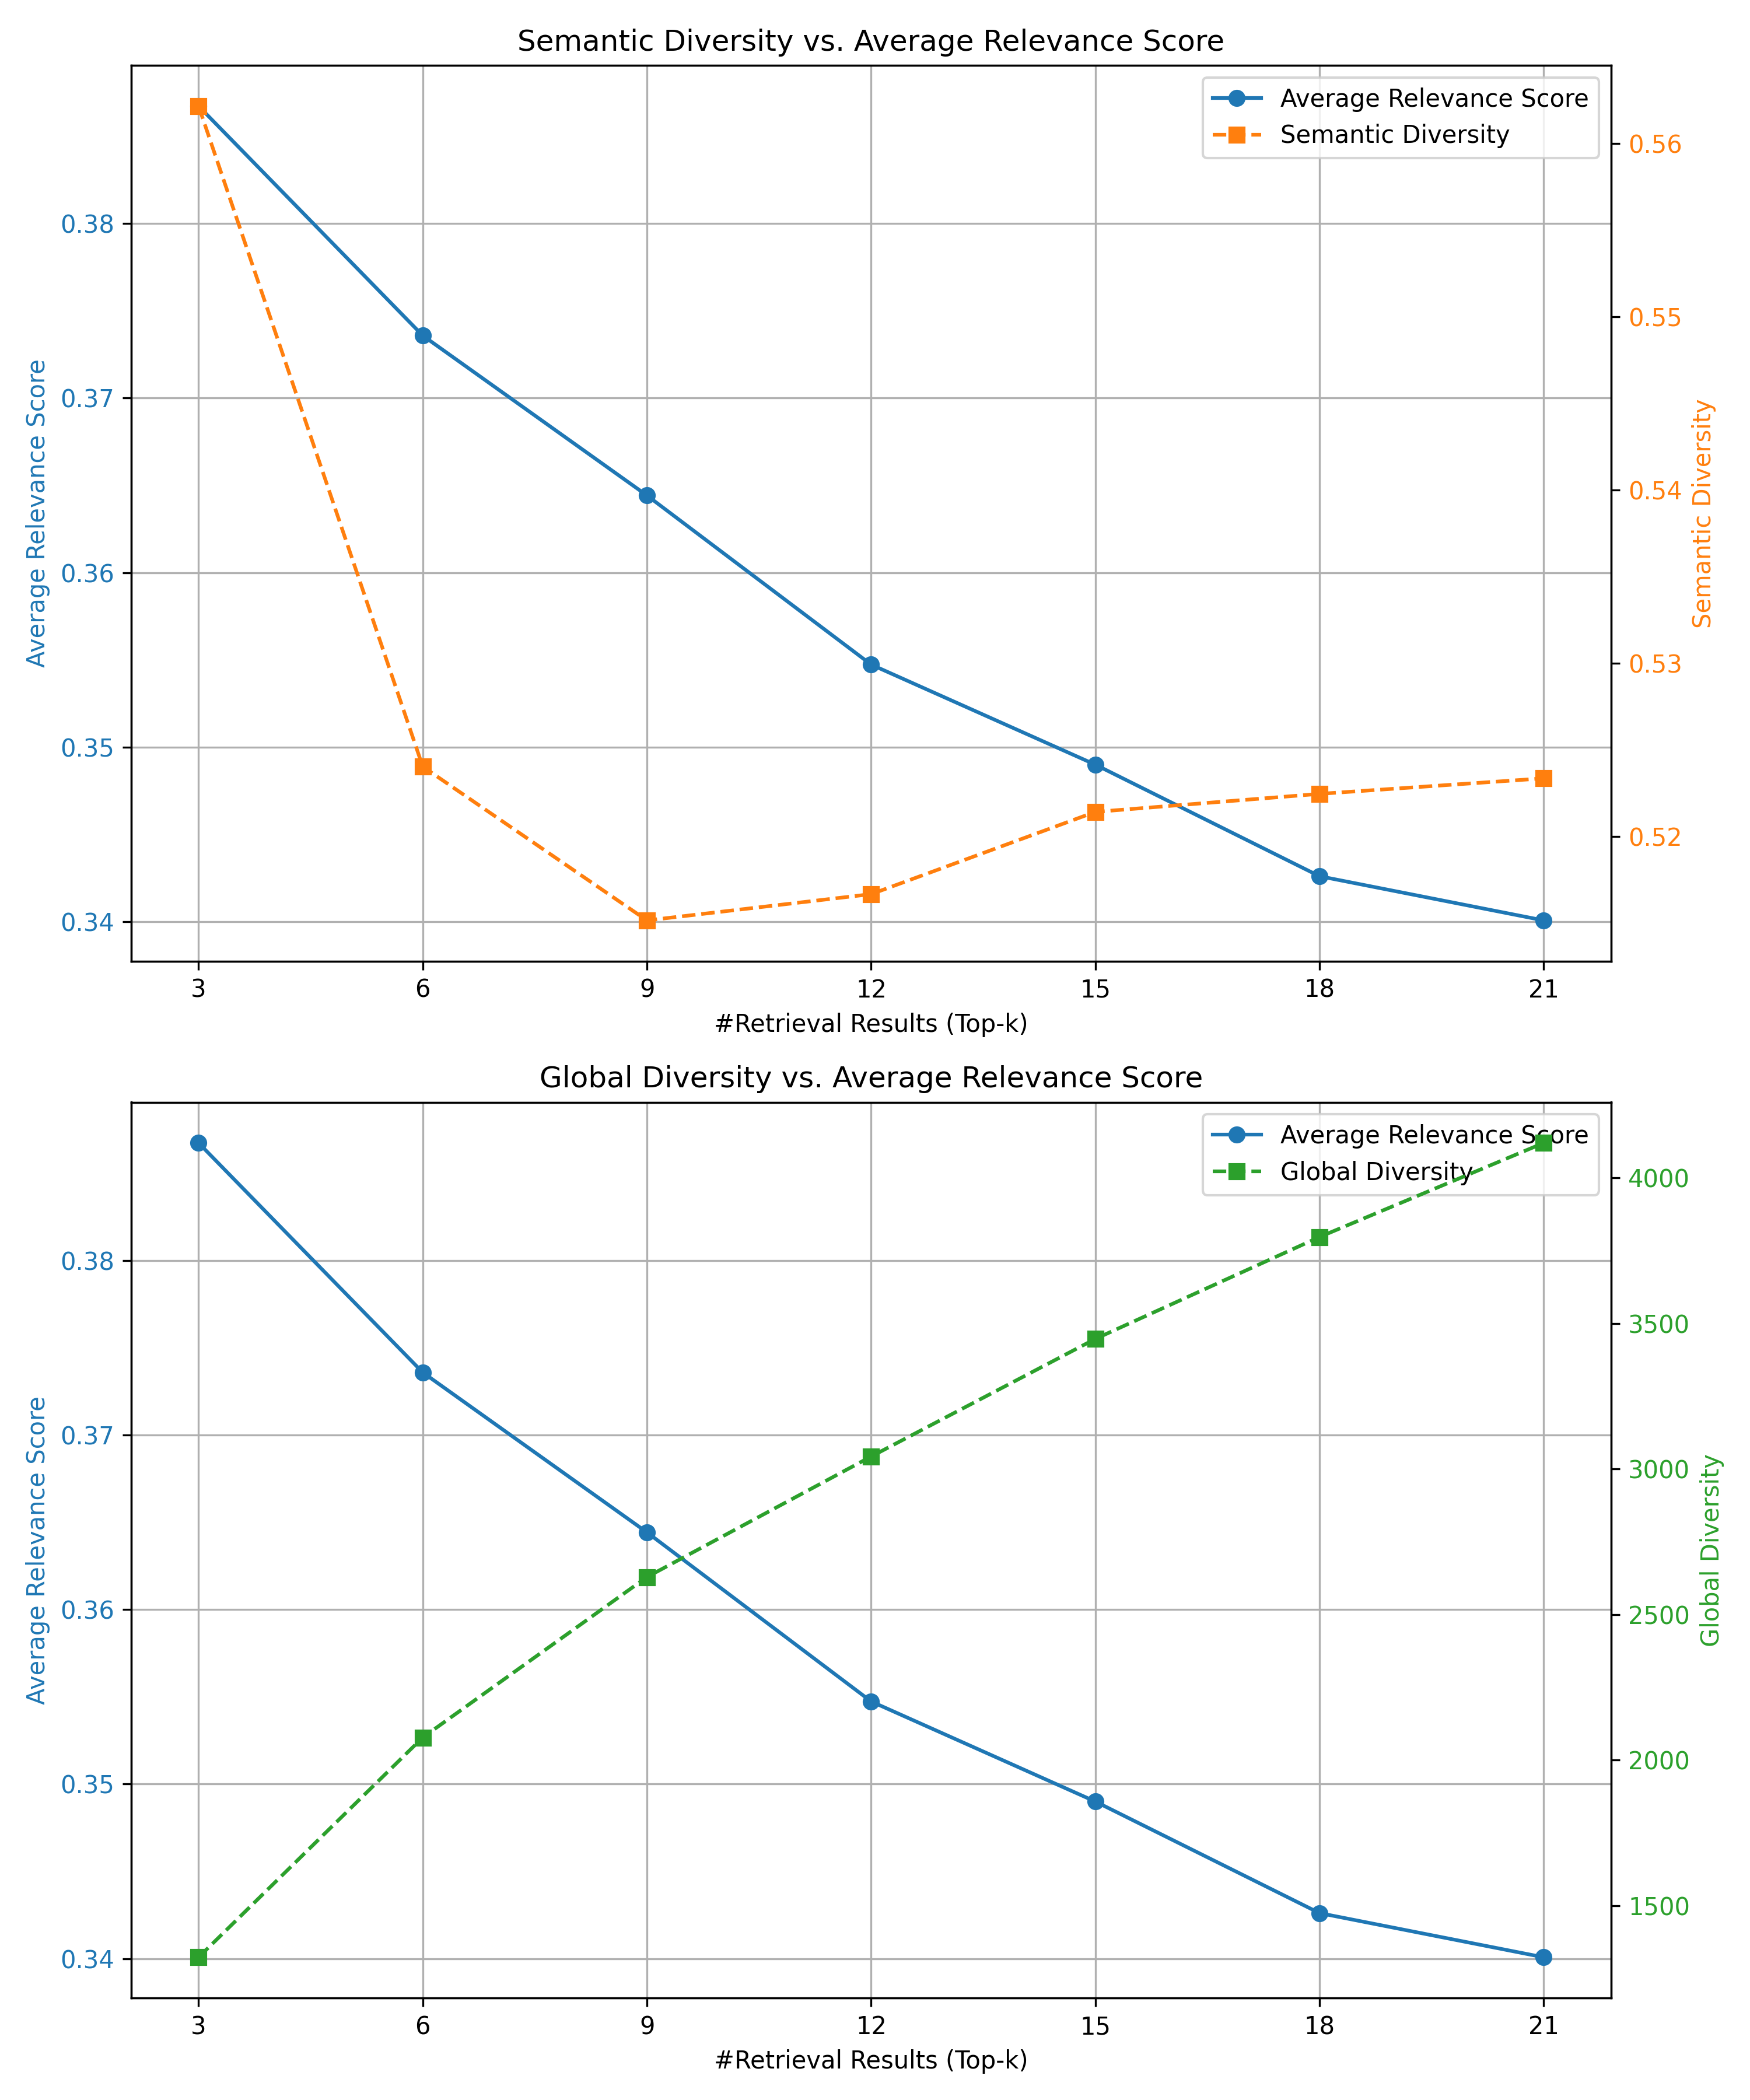 Semantic Diversity vs. Average Relevance Score
Average Relevance Score
Semantic Diversity
0.38
0.37
0.36
0.35
0.34
Average Relevance Score
0.56
0.55
0.54
0.53
0.52
Semantic Diversity
3 6 9 12 15 18 21
#Retrieval Results (Top-k)
Global Diversity vs. Average Relevance Score
Average Relevance Score
Global Diversity
0.38
0.37
0.36
0.35
0.34
Average Relevance Score
4000
3500
3000
2500
2000
1500
Global Diversity
3 6 9 12 15 18 21
#Retrieval Results (Top-k)